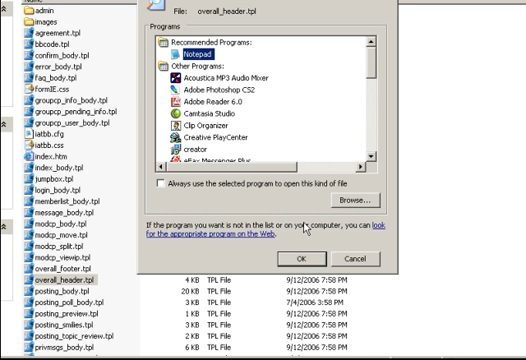 admin
images
agreement.tpl
bbcode.tpl
confirm_body.tpl
error_body.tpl
faq_body.tpl
formIE.css
groupcp_info_body.tpl
groupcp_pending_info.tpl
groupcp_user_body.tpl
iatbb.cfg
iatbb.css
index.htm
index_body.tpl
jumpbox.tpl
login_body.tpl
memberlist_body.tpl
message_body.tpl
modcp_body.tpl
modcp_move.tpl
modcp_split.tpl
modcp_viewip.tpl
overall_footer.tpl
overall_header.tpl 4 KB TPL File 9/12/2006 7:58 PM
posting_body.tpl 20 KB TPL File 9/12/2006 7:58 PM
posting_poll_body.tpl 3 KB TPL File 7/4/2006 3:58 PM
posting_preview.tpl 1 KB TPL File 9/12/2006 7:58 PM
posting_smilies.tpl 3 KB TPL File 9/12/2006 7:58 PM
posting_topic_review.tpl 2 KB TPL File 9/12/2006 7:58 PM
privmsgs_body.tpl 6 KB TPL File 9/12/2006 7:58 PM
File: overall_header.tpl
Programs
Recommended Programs:
Notepad
Other Programs:
Acoustica MP3 Audio Mixer
Adobe Photoshop CS2
Adobe Reader 6.0
Camtasia Studio
Clip Organizer
Creative PlayCenter
creator
eFax Messenger Plus
Always use the selected program to open this kind of file
Browse...
If the program you want is not in the list or on your computer, you can look
for the appropriate program on the Web.
OK
Cancel